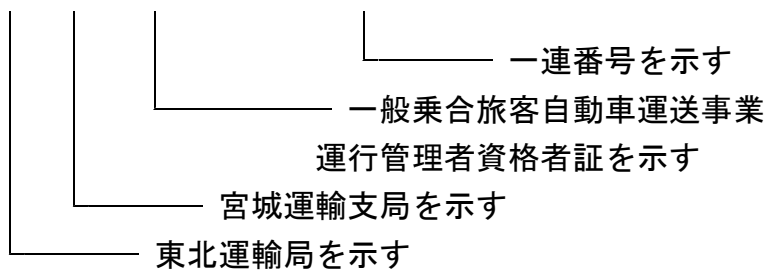 一連番号を示す
一般乗合旅客自動車運送事業
運行管理者資格者証を示す
宮城運輸支局を示す
東北運輸局を示す